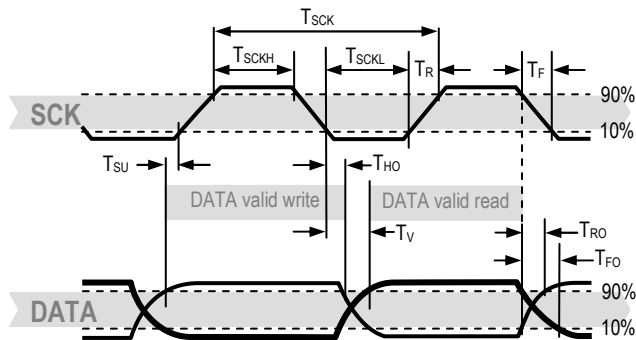 TSCK
TSCKH
TSCKL
TR
TF
SCK
90%
10%
TSU
THO
DATA valid write
DATA valid read
TV
TRO
TFO
DATA
90%
10%